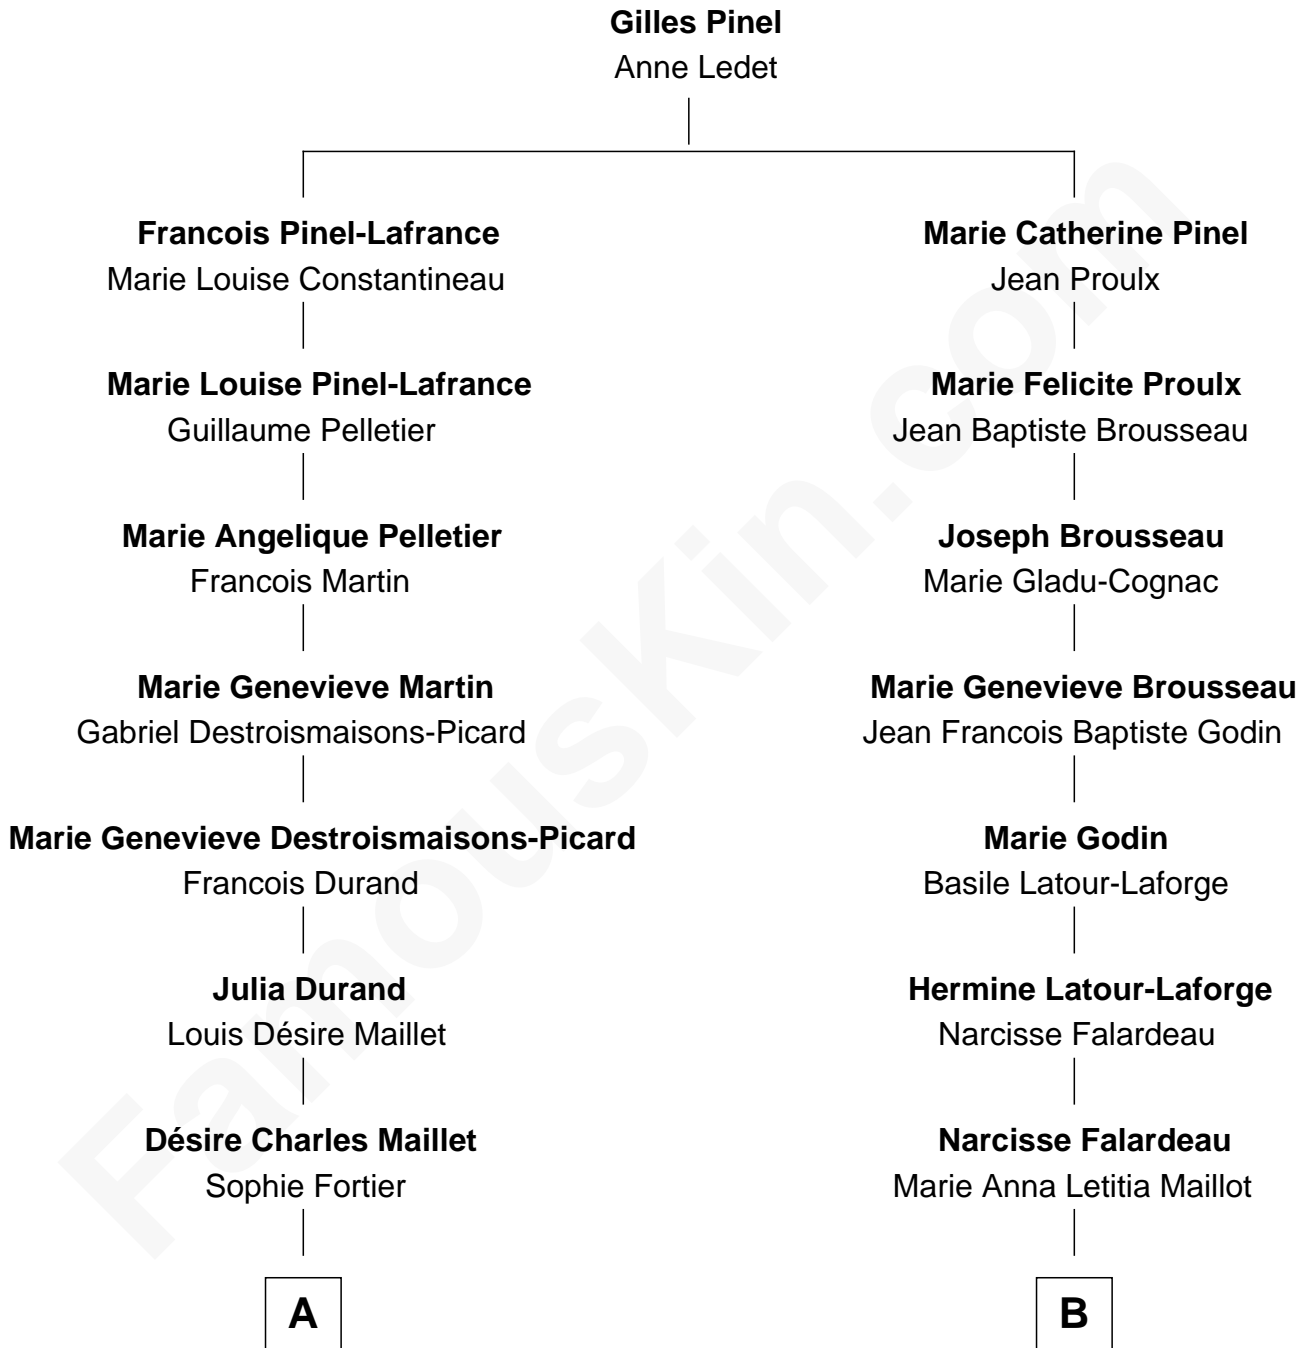 Gilles Pinel
Anne Ledet
Francois Pinel-Lafrance
Marie Louise Constantineau
Marie Catherine Pinel
Jean Proulx
Marie Louise Pinel-Lafrance
Guillaume Pelletier
Marie Felicite Proulx
Jean Baptiste Brousseau
Marie Angelique Pelletier
Francois Martin
Joseph Brousseau
Marie Gladu-Cognac
Marie Genevieve Martin
Gabriel Destroismaisons-Picard
Marie Genevieve Brousseau
Jean Francois Baptiste Godin
Marie Genevieve Destroismaisons-Picard
Francois Durand
Marie Godin
Basile Latour-Laforge
Julia Durand
Louis Désire Maillet
Hermine Latour-Laforge
Narcisse Falardeau
Désire Charles Maillet
Sophie Fortier
Narcisse Falardeau
Marie Anna Letitia Maillot
A
B
FamousKin.com